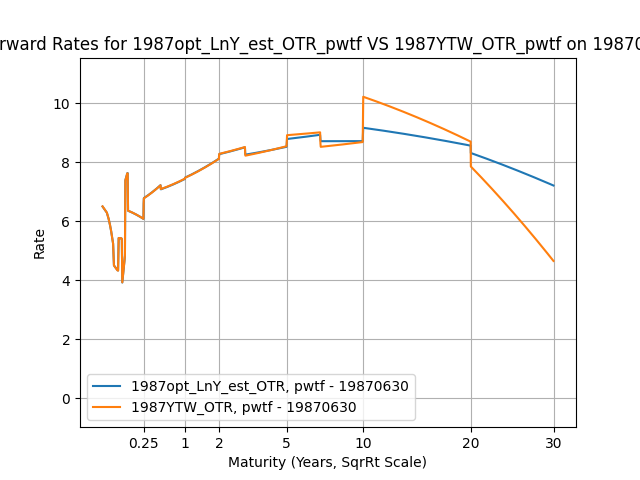 rward Rates for 1987opt_LnY_est_OTR_pwtf VS 1987YTW_OTR_pwtf on 19870
10
8
6
4
2
0
Rate
1987opt_LnY_est_OTR, pwtf - 19870630
1987YTW_OTR, pwtf - 19870630
0.25 1 2 5 10 20 30
Maturity (Years, SqrRt Scale)